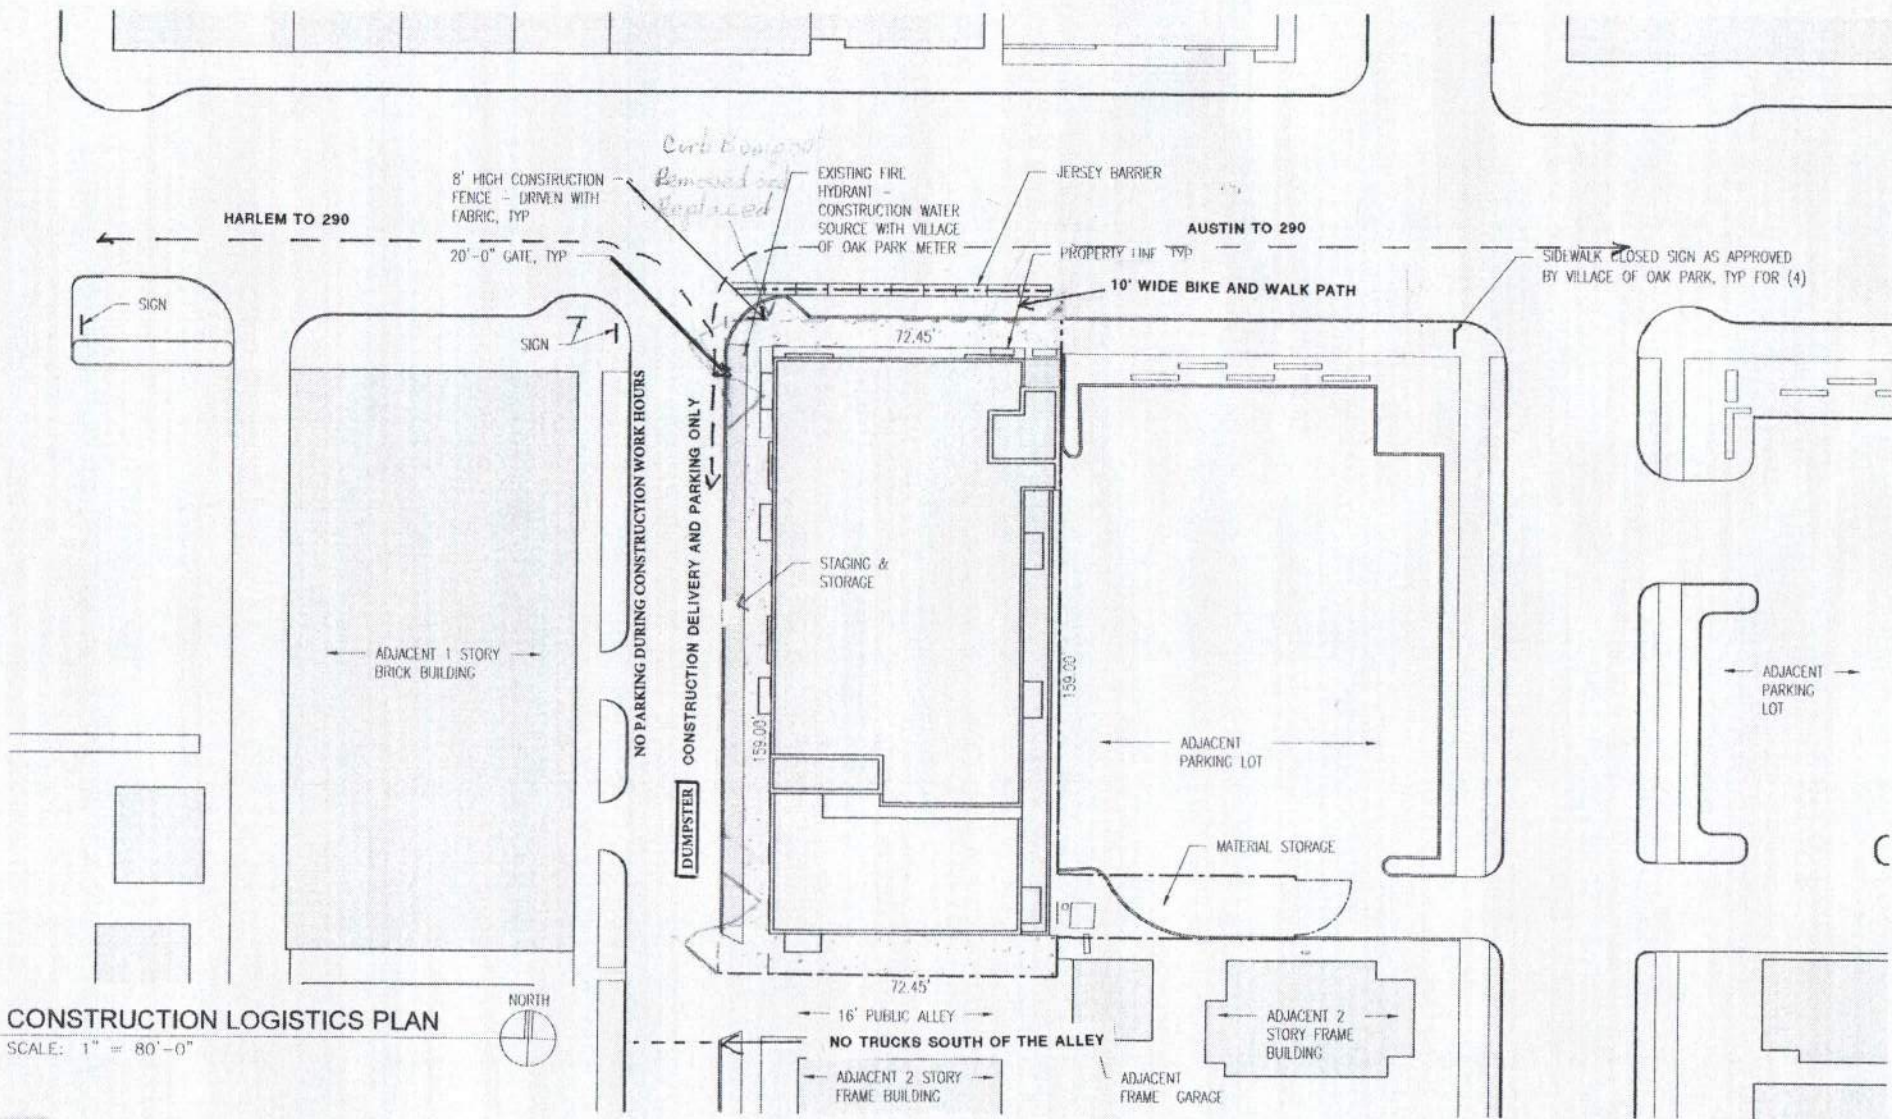 Curb
Removed and
Replaced
8' HIGH CONSTRUCTION
FENCE - DRIVEN WITH
FABRIC, TYP
20'-0" GATE, TYP
HARLEM TO 290
EXISTING FIRE
HYDRANT -
CONSTRUCTION WATER
SOURCE WITH VILLAGE
OF OAK PARK METER
JERSEY BARRIER
AUSTIN TO 290
PROPERTY LINE TYP
10' WIDE BIKE AND WALK PATH
SIDEWALK CLOSED SIGN AS APPROVED
BY VILLAGE OF OAK PARK, TYP FOR (4)
SIGN
SIGN
72.45'
NO PARKING DURING CONSTRUCYION WORK HOURS
CONSTRUCTION DELIVERY AND PARKING ONLY
DUMPSTER
STAGING &
STORAGE
159.00'
159.00'
ADJACENT 1 STORY
BRICK BUILDING
ADJACENT
PARKING LOT
ADJACENT
PARKING
LOT
MATERIAL STORAGE
72.45'
16' PUBLIC ALLEY
NO TRUCKS SOUTH OF THE ALLEY
ADJACENT 2 STORY
FRAME BUILDING
ADJACENT
FRAME GARAGE
ADJACENT 2
STORY FRAME
BUILDING
CONSTRUCTION LOGISTICS PLAN
SCALE: 1" = 80'-0"
NORTH